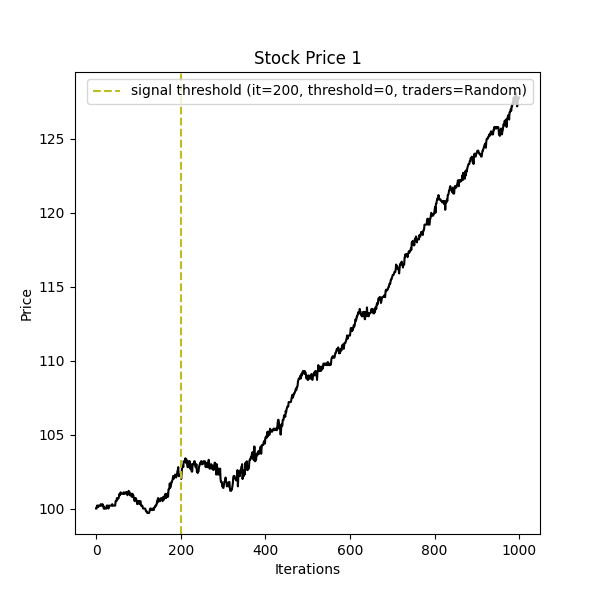 Stock Price 1
signal threshold (it=200, threshold=0, traders=Random)
125
120
115
110
105
100
Price
0 200 400 600 800 1000
Iterations